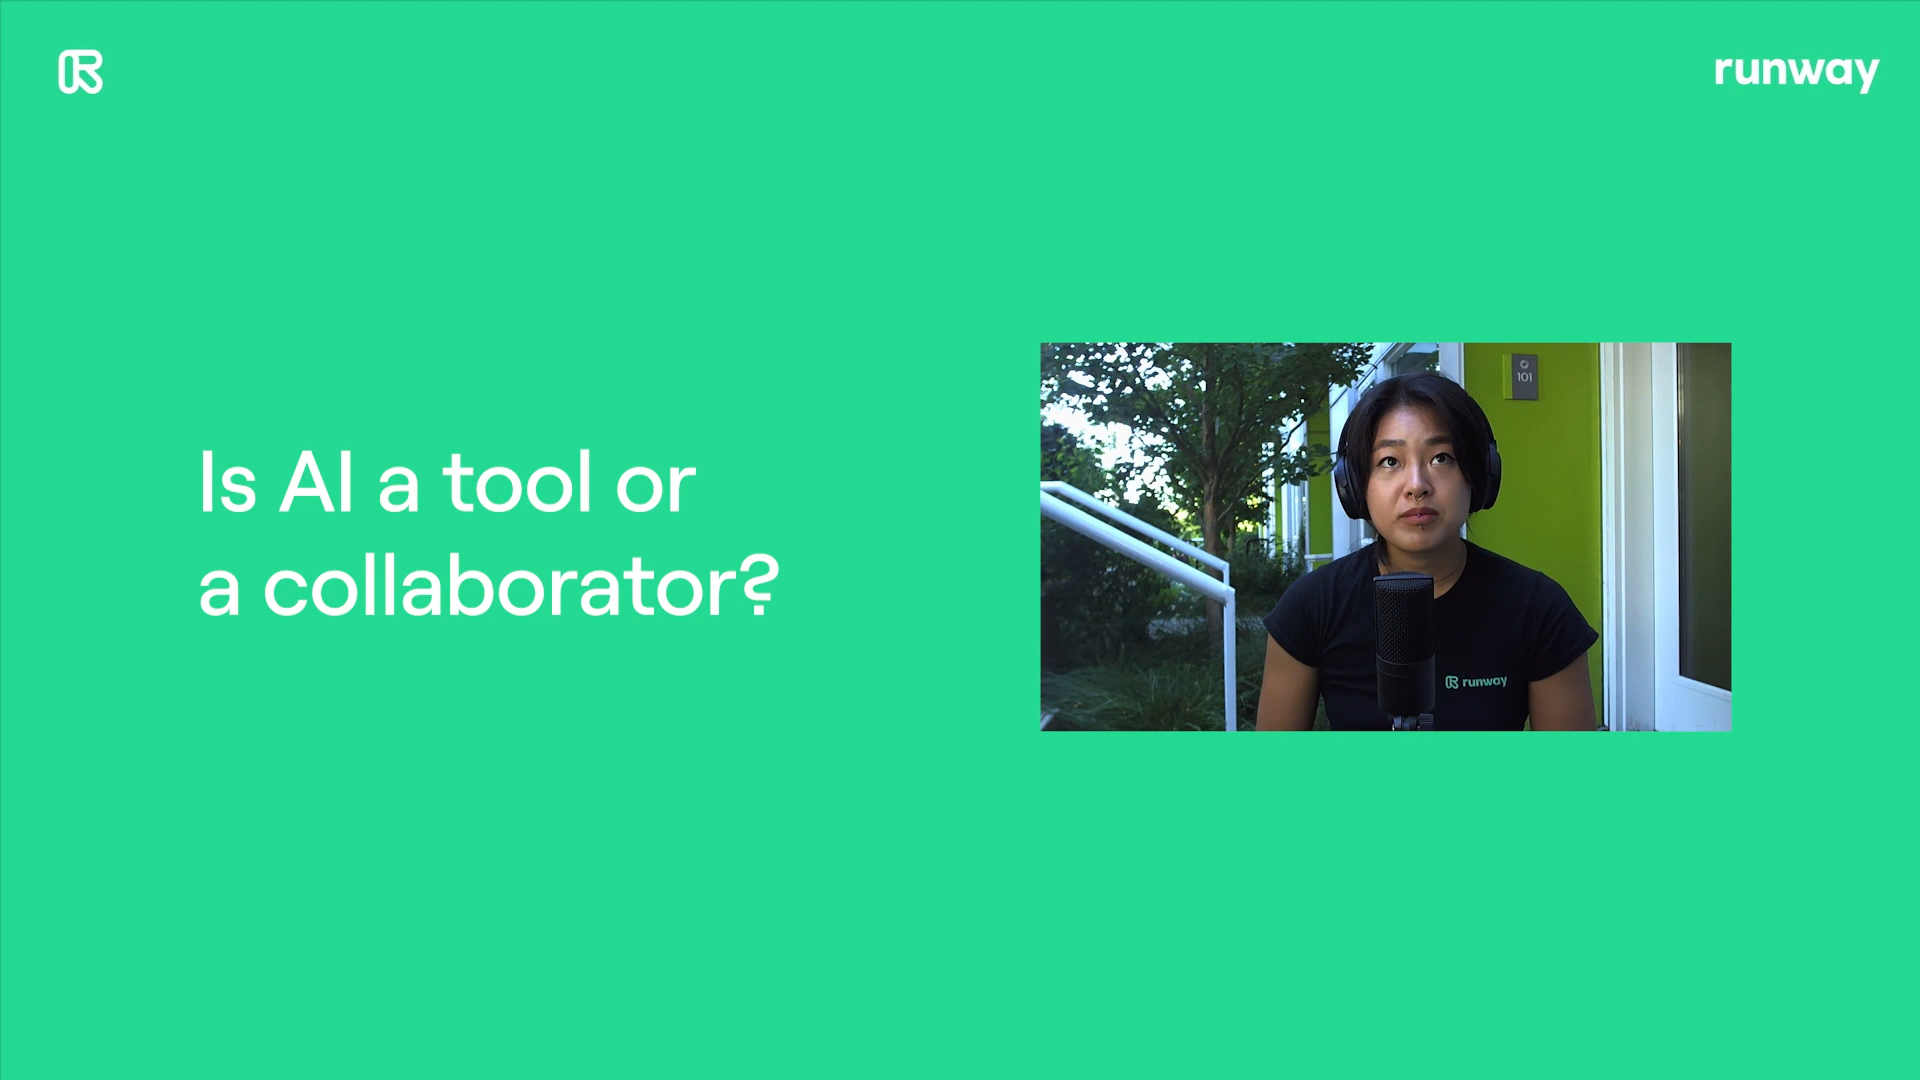 runway
Is AI a tool or
a collaborator?
101
runway